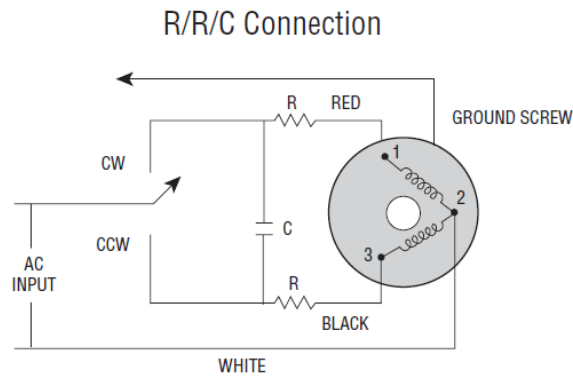 R/R/C Connection
R
RED
GROUND SCREW
CW
1
2
C
CCW
3
AC
INPUT
R
BLACK
WHITE